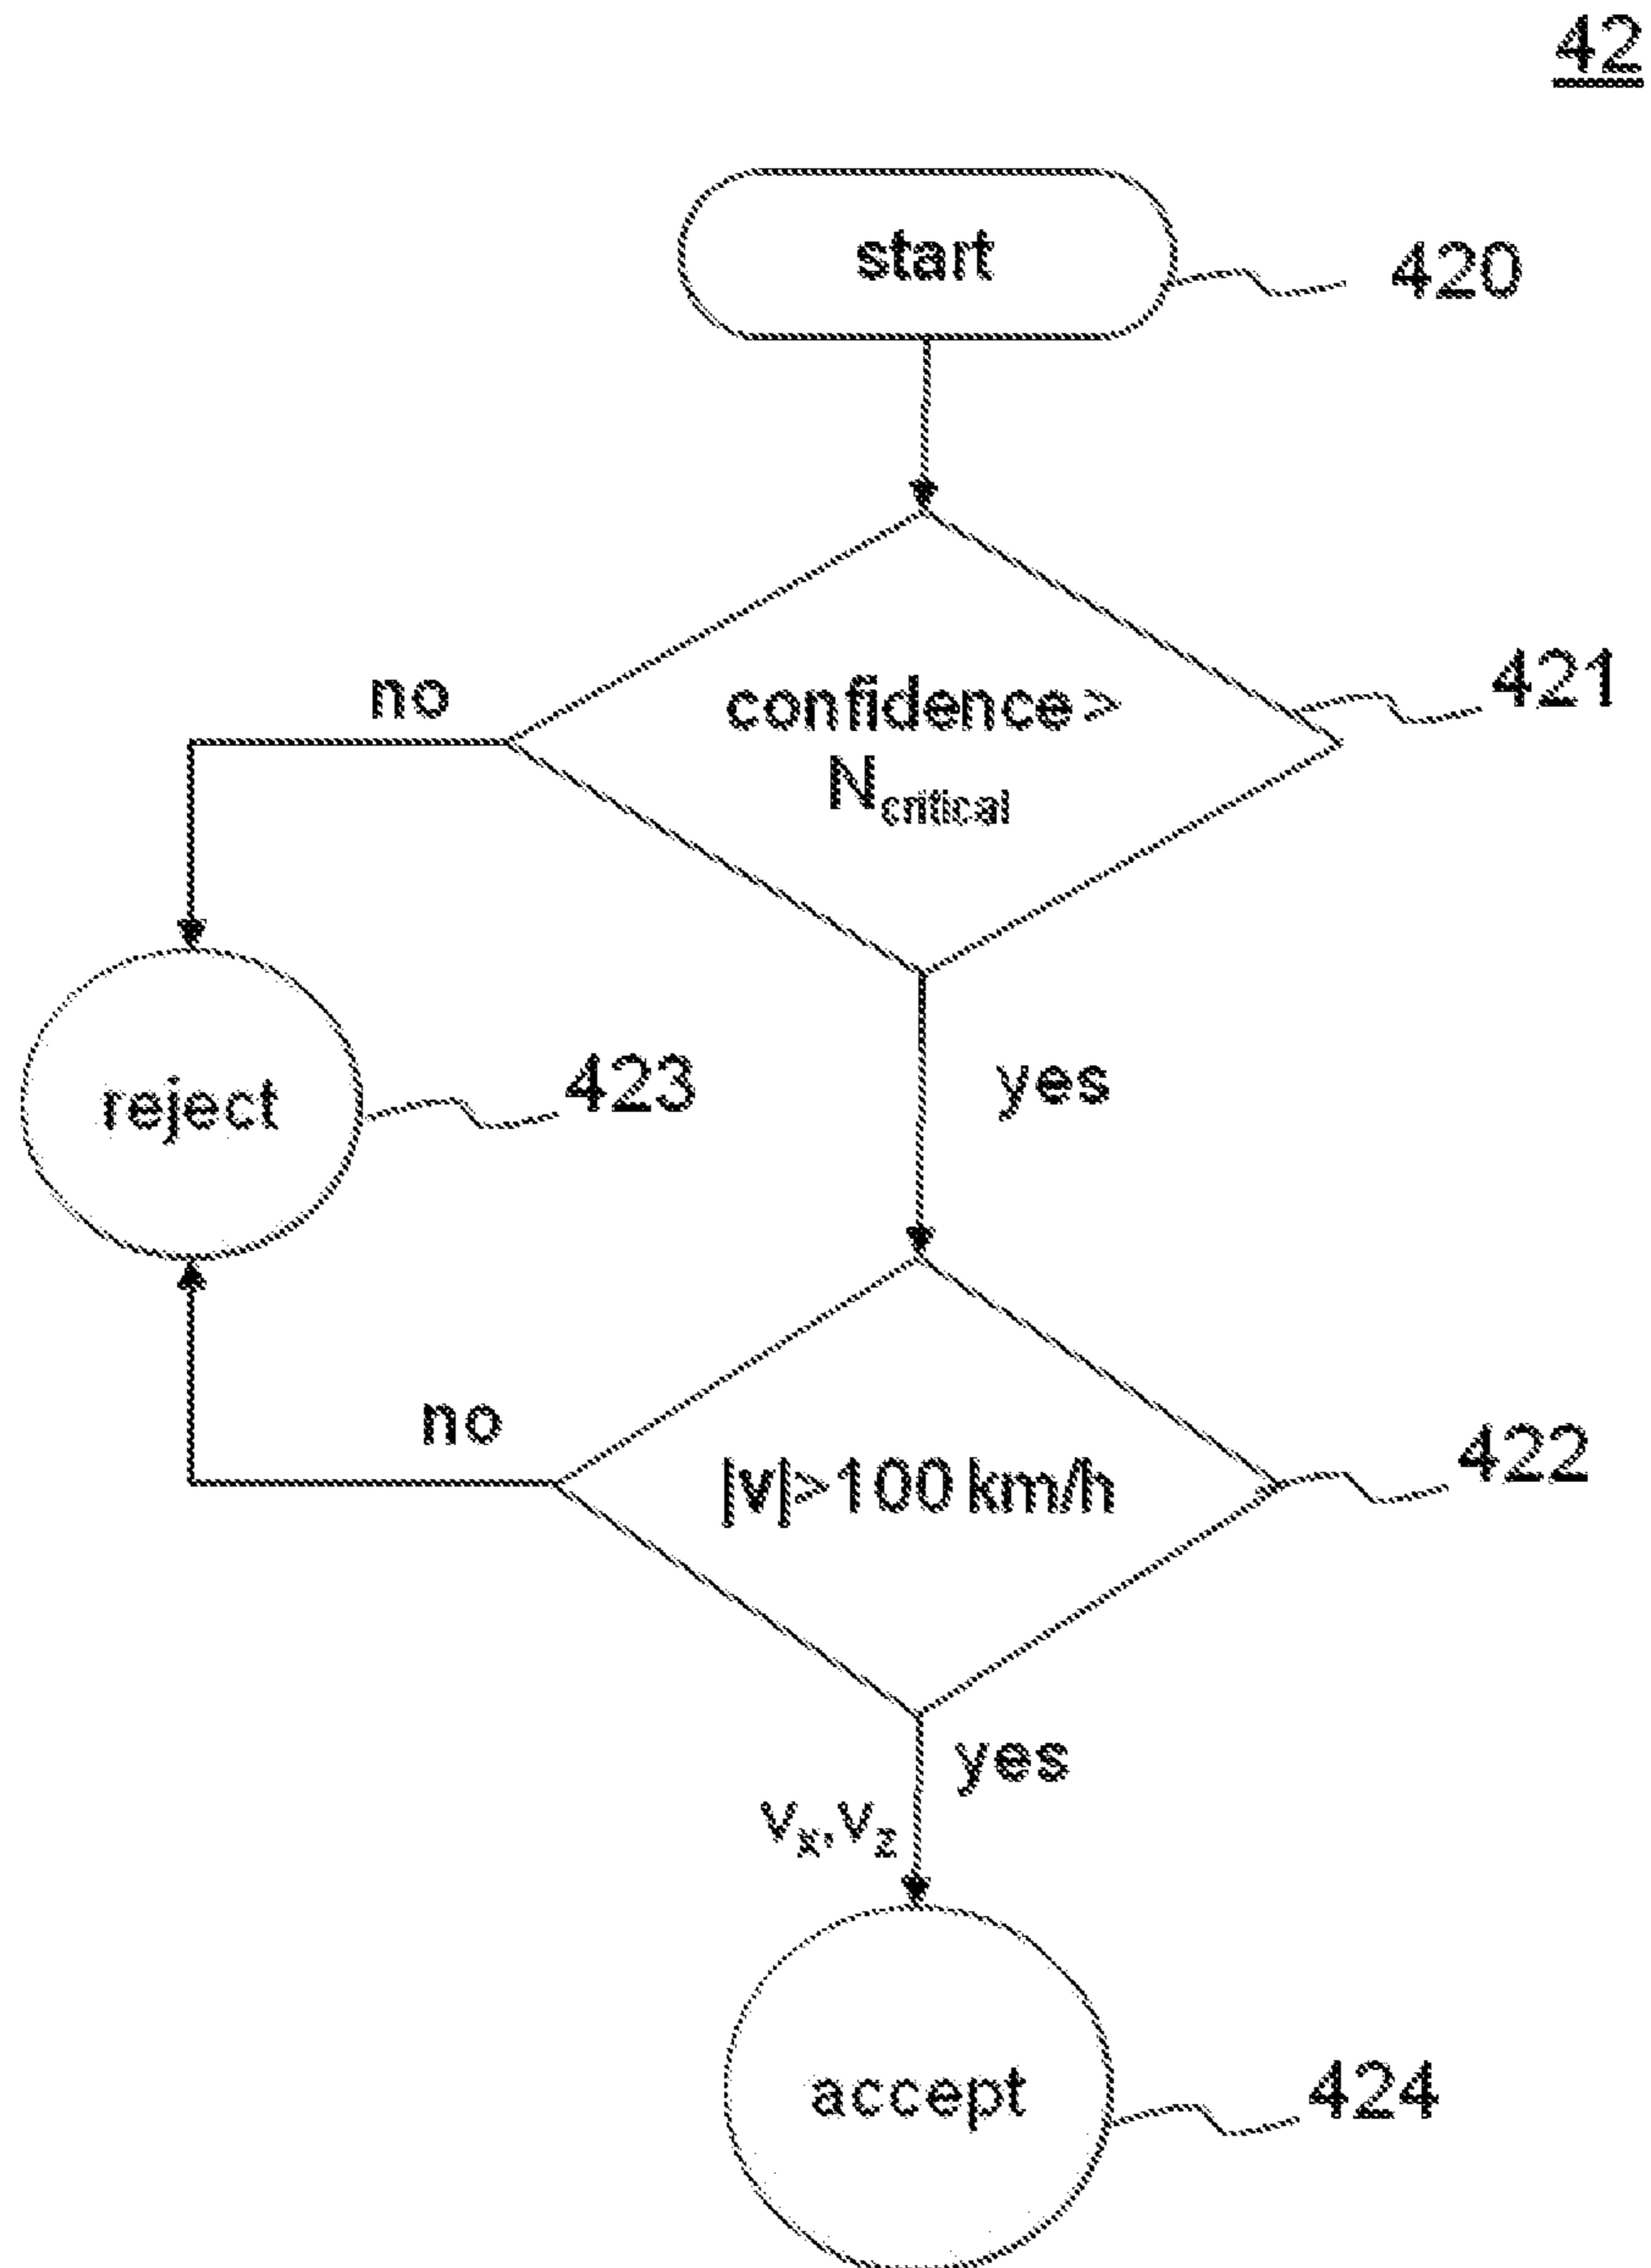 42
start
420
confidence >
N_critical
421
no
reject
423
yes
|v|>100 km/h
422
no
yes
v_x,v_z
accept
424